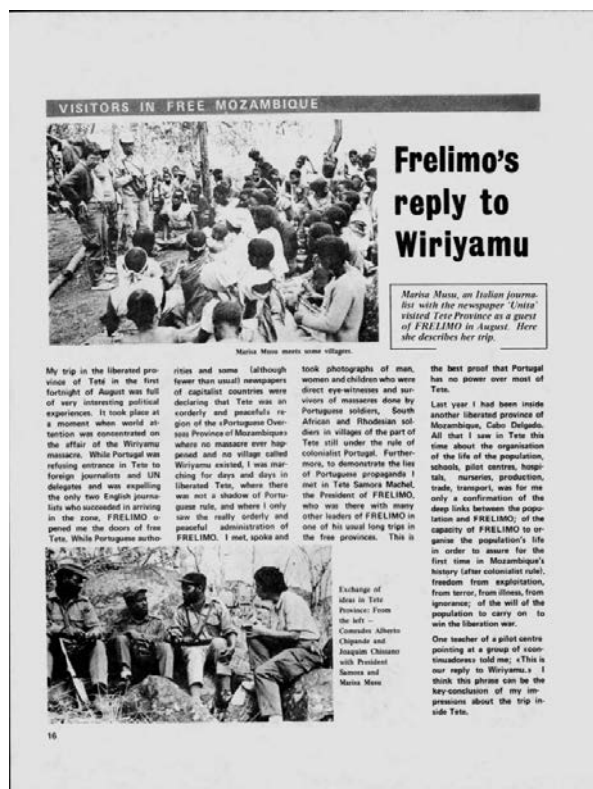 VISITORS IN FREE MOZAMBIQUE
Frelimo's
reply to
Wiriyamu
Marisa Musu, an Italian journa-
list with the newspaper 'Unita'
visited Tete Province as a guest
of FRELIMO in August. Here
she describes her trip.
Marisa Musu meets some villagers.
My trip in the liberated pro-
vince of Tete in the first
fortnight of August was full
of very interesting political
experiences. It took place at
a moment when world at-
tention was concentrated on
the affair of the Wiriyamu
massacre. While Portugal was
refusing entrance in Tete to
foreign journalists and UN
delegates and was expelling
the only two English journa-
lists who succeeded in arriving
in the zone, FRELIMO o-
pened me the doors of free
Tete. While Portuguese autho-
rities and some (although
fewer than usual) newspapers
of capitalist countries were
declaring that Tete was an
«orderly and peaceful» re-
gion of the «Portuguese Over-
seas Province of Mozambique»
where no massacre ever hap-
pened and no village called
Wiriyamu existed, I was mar-
ching for days and days in
liberated Tete, where there
was not a shadow of Portu-
guese rule, and where I only
saw the really orderly and
peaceful administration of
FRELIMO. I met, spoke and
took photographs of man,
women and children who were
direct eye-witnesses and sur-
vivors of massacres done by
Portuguese soldiers, South
African and Rhodesian sol-
diers in villages of the part of
Tete still under the rule of
colonialist Portugal. Further-
more, to demonstrate the lies
of Portuguese propaganda I
met in Tete Samora Machel,
the President of FRELIMO,
who was there with many
other leaders of FRELIMO in
one of his usual long trips in
the free provinces. This is
the best proof that Portugal
has no power over most of
Tete.
Last year I had been inside
another liberated province of
Mozambique, Cabo Delgado.
All that I saw in Tete this
time about the organisation
of the life of the population,
schools, pilot centres, hospi-
tals, nurseries, production,
trade, transport, was for me
only a confirmation of the
deep links between the popu-
lation and FRELIMO; of the
capacity of FRELIMO to or-
ganise the population's life
in order to assure for the
first time in Mozambique's
history (after colonialist rule),
freedom from exploitation,
from terror, from illness, from
ignorance; of the will of the
population to carry on to
win the liberation war.
One teacher of a pilot centre
pointing at a group of «con-
tinuadores» told me; «This is
our reply to Wiriyamu.» I
think this phrase can be the
key-conclusion of my im-
pressions about the trip in-
side Tete.
Exchange of
ideas in Tete
Province: From
the left –
Comrades Alberto
Chipande and
Joaquim Chissano
with President
Samora and
Marisa Musu
16